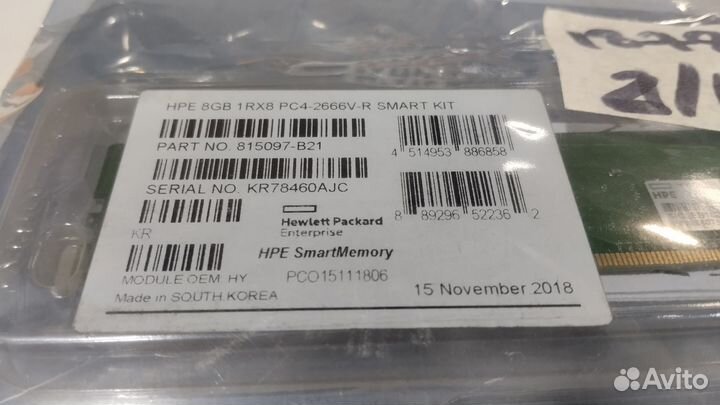 HPE 8GB 1RX8 PC4-2666V-R SMART KIT
PART NO. 815097-B21
4 514953 886858
SERIAL NO. KR78460AJC
8 89296 52236 2
KR
Hewlett Packard
Enterprise
HPE SmartMemory
MODULE OEM: HY
PCO15111806
Made in SOUTH KOREA
15 November 2018
HPE
Avito